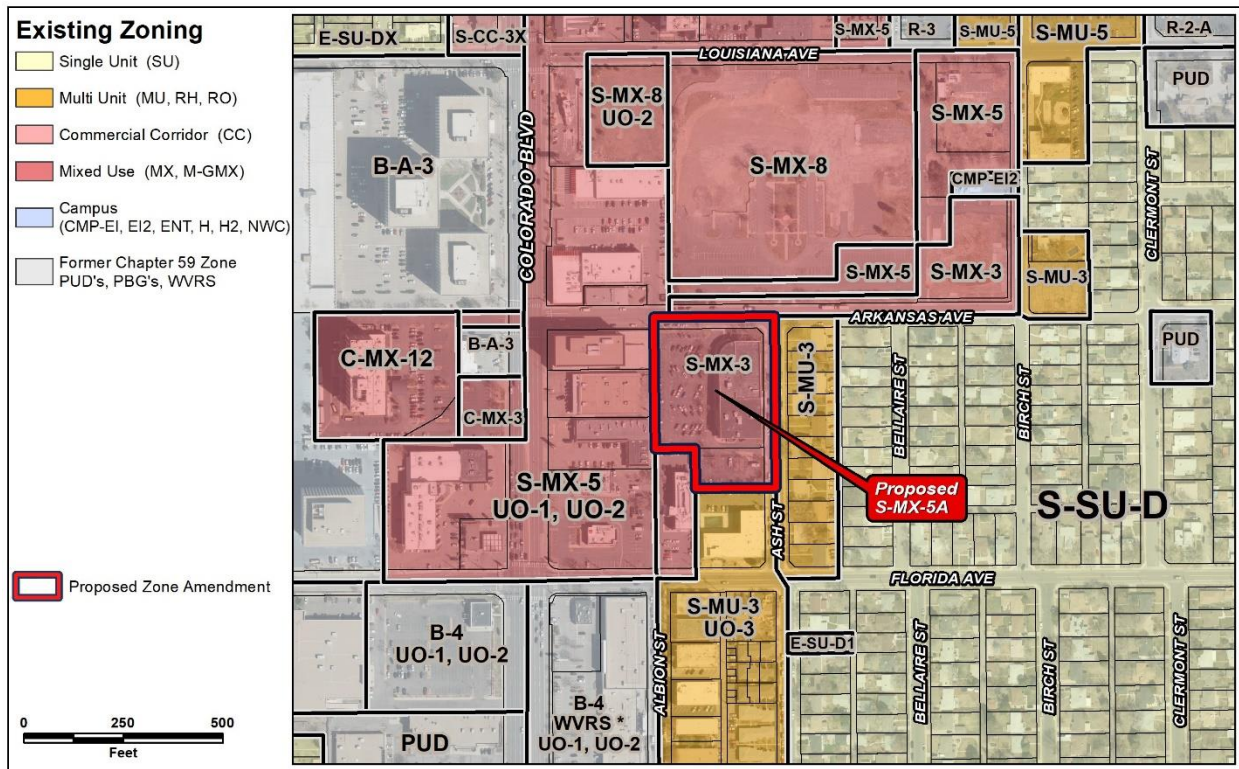 Existing Zoning
Single Unit (SU)
Multi Unit (MU, RH, RO)
Commercial Corridor (CC)
Mixed Use (MX, M-GMX)
Campus
(CMP-EI, EI2, ENT, H, H2, NWC)
Former Chapter 59 Zone
PUD's, PBG's, WVRS
Proposed Zone Amendment
0 250 500
Feet
E-SU-DX
S-CC-3X
S-MX-5
R-3
S-MU-5
S-MU-5
R-2-A
LOUISIANA AVE
PUD
S-MX-8
UO-2
COLORADO BLVD
B-A-3
S-MX-8
S-MX-5
CMP-EI2
CLERMONT ST
S-MX-5
S-MX-3
S-MU-3
ARKANSAS AVE
C-MX-12
B-A-3
S-MX-3
S-MU-3
PUD
BELLAIRE ST
BIRCH ST
C-MX-3
S-MX-5
UO-1, UO-2
Proposed
S-MX-5A
S-SU-D
ASH ST
FLORIDA AVE
B-4
UO-1, UO-2
S-MU-3
UO-3
E-SU-D1
ALBION ST
BELLAIRE ST
BIRCH ST
CLERMONT ST
B-4
WVRS *
UO-1, UO-2
PUD